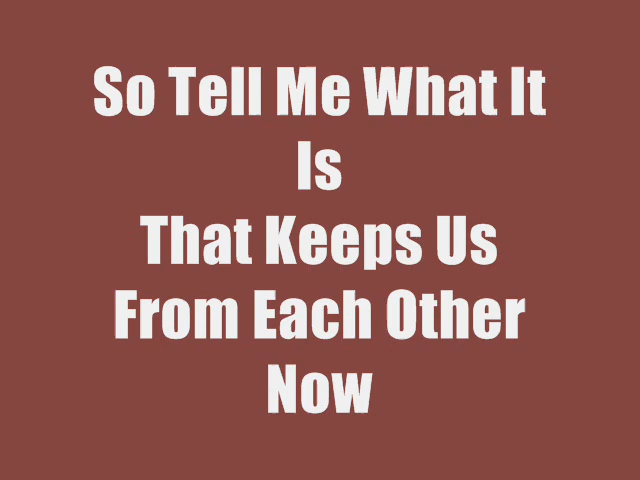 So Tell Me What It
Is
That Keeps Us
From Each Other
Now